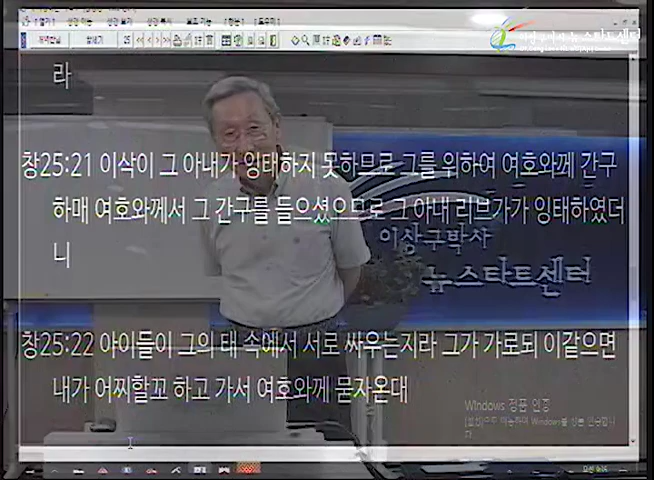 라
창25:21 이삭이 그 아내가 잉태하지 못하므로 그를 위하여 여호와께 간구
하매 여호와께서 그 간구를 들으셨으므로 그 아내 리브가가 잉태하였더
니
이상구박사
뉴스타트센터
창25:22 아이들이 그의 태 속에서 서로 싸우는지라 그가 가로되 이같으면
내가 어찌할꼬 하고 가서 여호와께 묻자온대
Windows 정품 인증